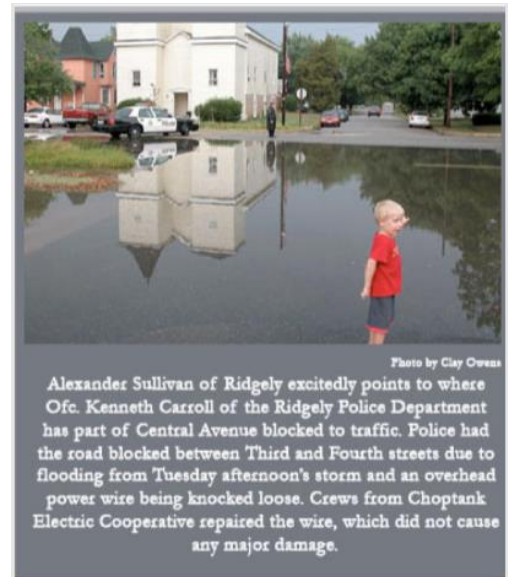 Photo by Clay Owens
Alexander Sullivan of Ridgely excitedly points to where
Ofc. Kenneth Carroll of the Ridgely Police Department
has part of Central Avenue blocked to traffic. Police had
the road blocked between Third and Fourth streets due to
flooding from Tuesday afternoon's storm and an overhead
power wire being knocked loose. Crews from Choptank
Electric Cooperative repaired the wire, which did not cause
any major damage.